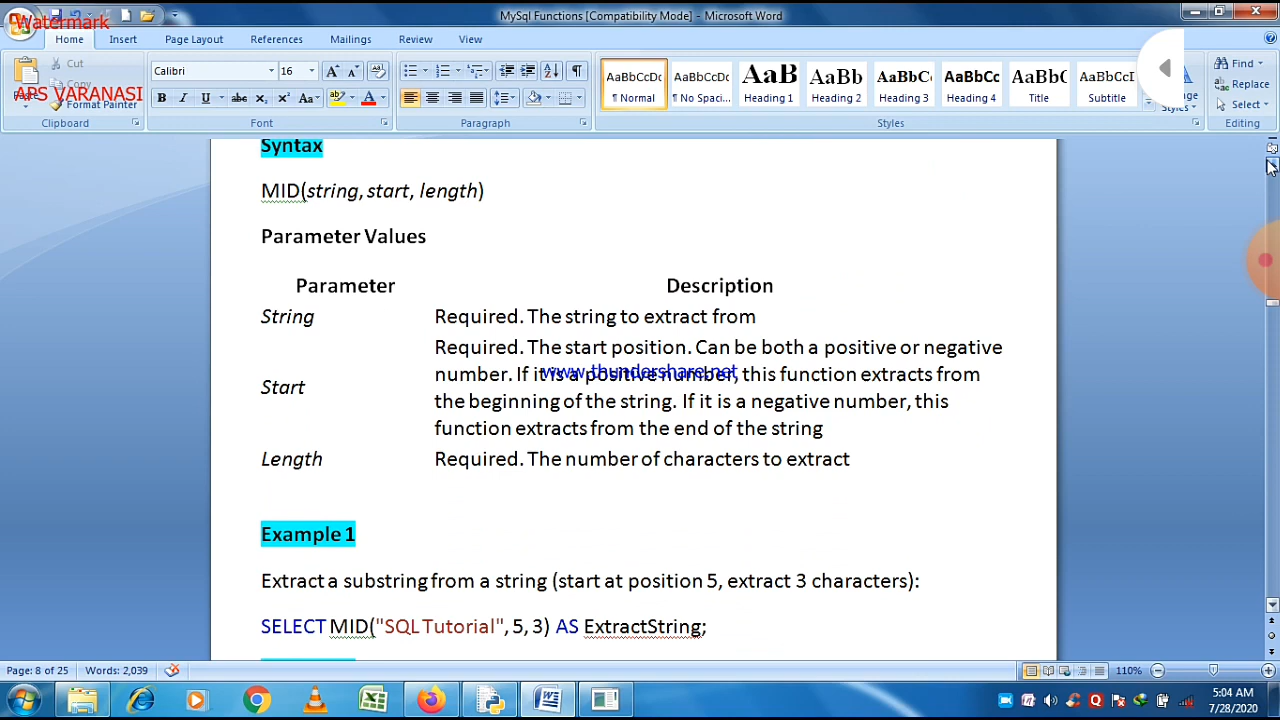 MySql Functions [Compatibility Mode] - Microsoft Word
Watermark
Home Insert Page Layout References Mailings Review View
Cut
Copy
Format Painter
APS VARANASI
Clipboard
Calibri 16
Font
Paragraph
AaBbCcDc AaBbCcDc AaB AaBb AaBbC AaBbCc AaBbC AaBbCcI
¶ Normal ¶ No Spaci... Heading 1 Heading 2 Heading 3 Heading 4 Title Subtitle
Styles
Find
Replace
Select
Editing
Syntax
MID(string, start, length)
Parameter Values
Parameter Description
String Required. The string to extract from
Required. The start position. Can be both a positive or negative
number. If it is a positive number, this function extracts from
www.thundershare.net
Start the beginning of the string. If it is a negative number, this
function extracts from the end of the string
Length Required. The number of characters to extract
Example 1
Extract a substring from a string (start at position 5, extract 3 characters):
SELECT MID("SQL Tutorial", 5, 3) AS ExtractString;
Page: 8 of 25 Words: 2,039 110%
5:04 AM
7/28/2020